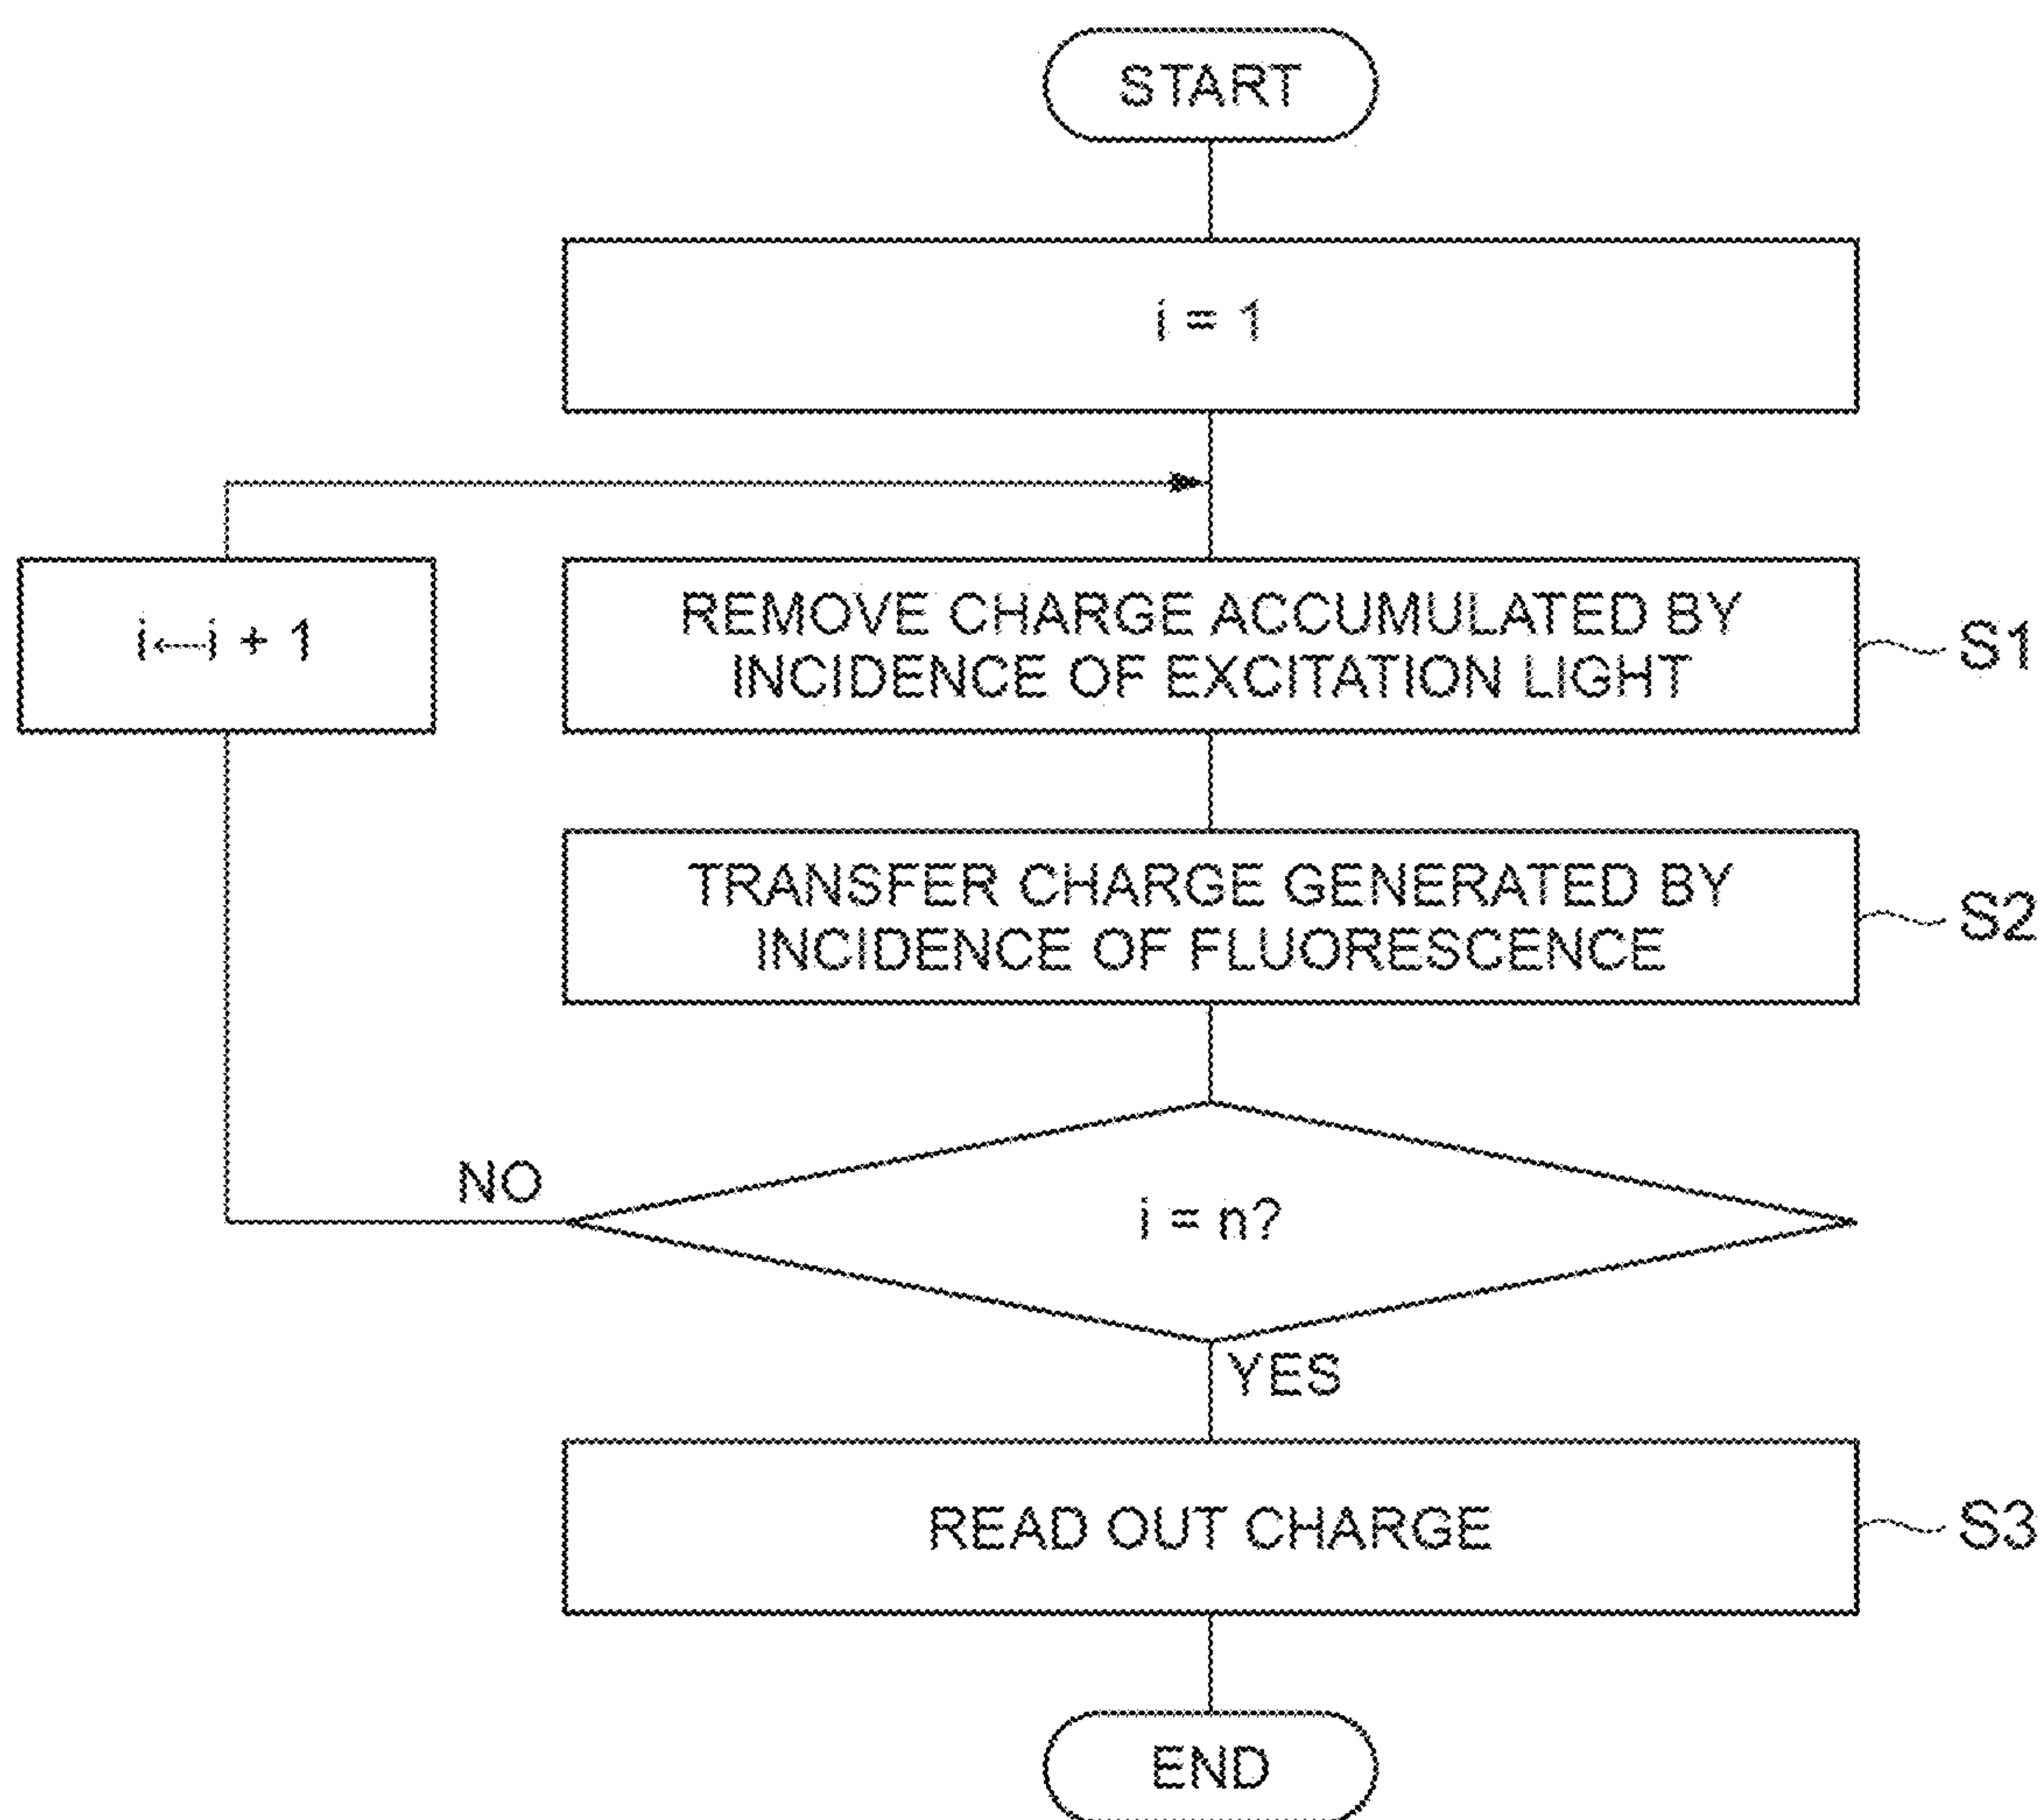 START
i = 1
i←i + 1
REMOVE CHARGE ACCUMULATED BY
INCIDENCE OF EXCITATION LIGHT
S1
TRANSFER CHARGE GENERATED BY
INCIDENCE OF FLUORESCENCE
S2
NO
i = n?
YES
READ OUT CHARGE
S3
END